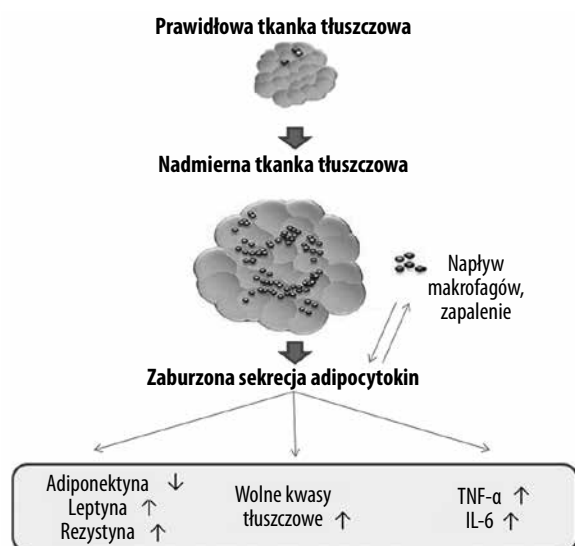 Prawidłowa tkanka tłuszczowa
Nadmierna tkanka tłuszczowa
Napływ
makrofagów,
zapalenie
Zaburzona sekrecja adipocytokin
Adiponektyna ↓
Leptyna ↑
Rezystyna ↑
Wolne kwasy
tłuszczowe ↑
TNF-α ↑
IL-6 ↑